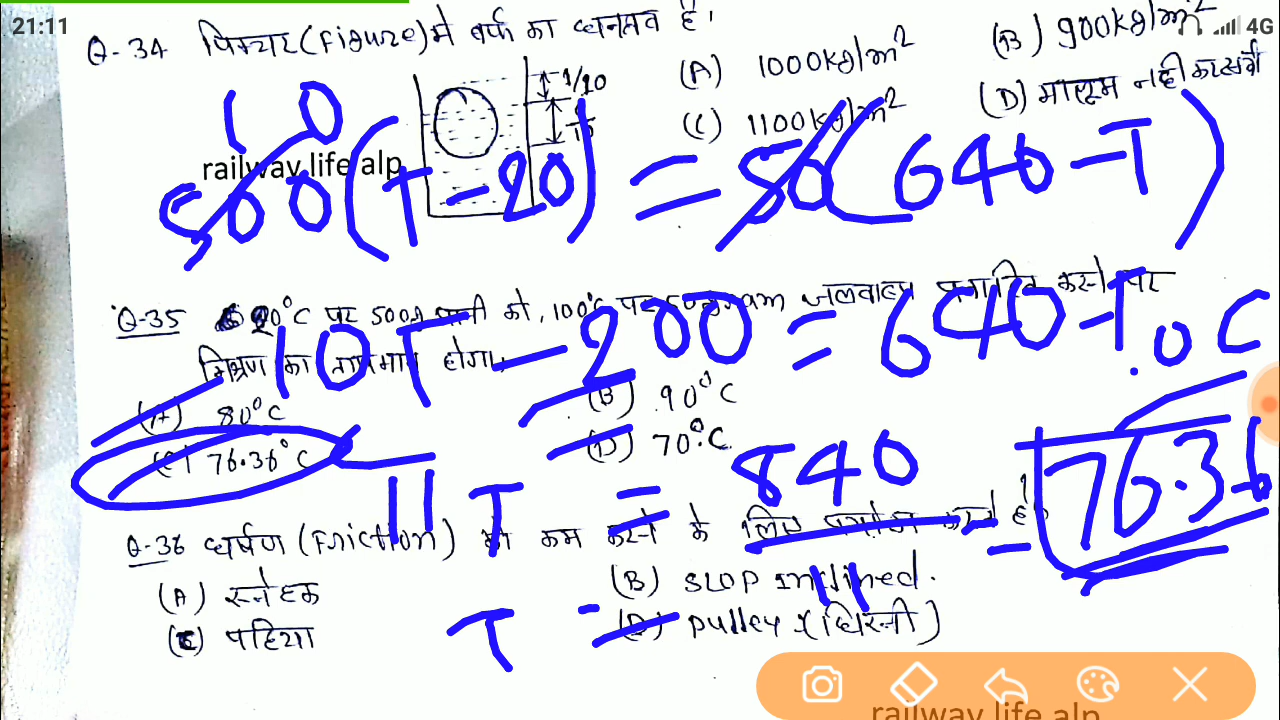 21:11 4G
Q-34 चित्र (Figure) में बर्फ का घनत्व है।
(A) 1000kg/m² (B) 900kg/m²
(C) 1100kg/m² (D) मालूम नहीं कर सकते
1/10
railway life alp
10
500(T-20) = 50(640-T)
Q-35 20°C पर 500g पानी को, 100°C पर जलवाष्प प्रवाहित करने पर
मिश्रण का तापमान होगा
10T-200 = 640-T
(A) 80°C (B) 90°C
(C) 76.36°C (D) 70°C.
11T = 840
76.36 °C
Q-36 घर्षण (Friction) को कम करने के लिए करते है?
(A) स्नेहक (B) SLOP Inclined.
(C) पहिया (D) pulley (घिरनी)
T = 11
railway life alp